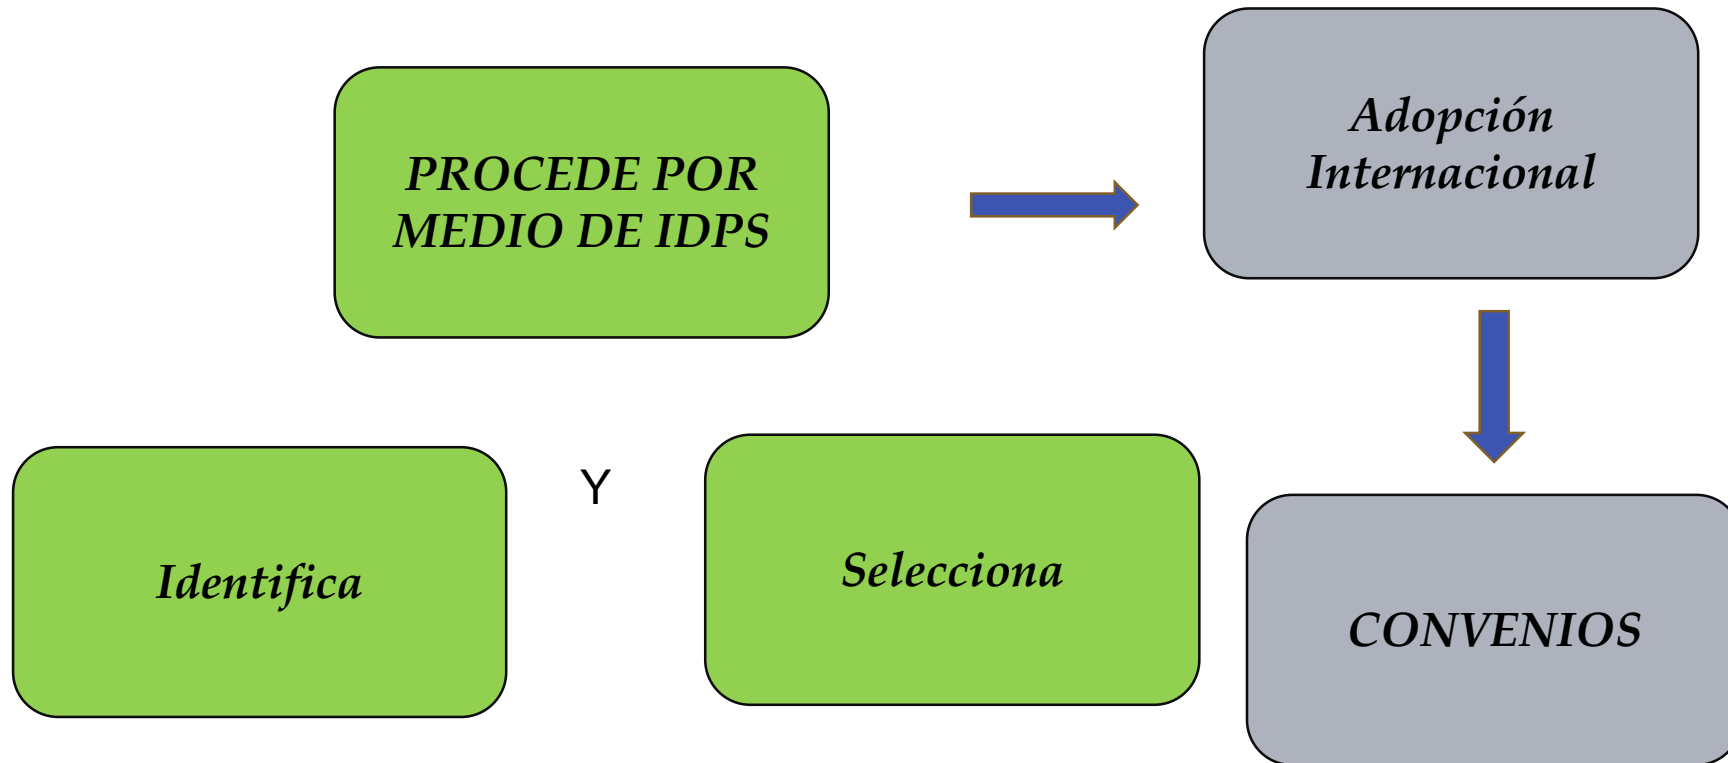 PROCEDE POR
MEDIO DE IDPS
Adopción
Internacional
Identifica
Y
Selecciona
CONVENIOS